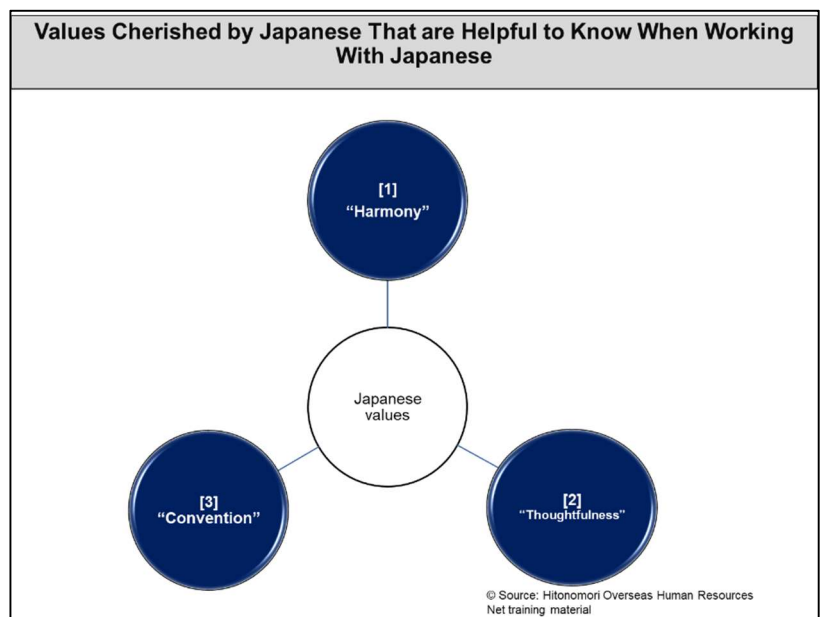 Values Cherished by Japanese That are Helpful to Know When Working
With Japanese
[1]
“Harmony”
Japanese
values
[3]
“Convention”
[2]
“Thoughtfulness”
© Source: Hitonomori Overseas Human Resources
Net training material